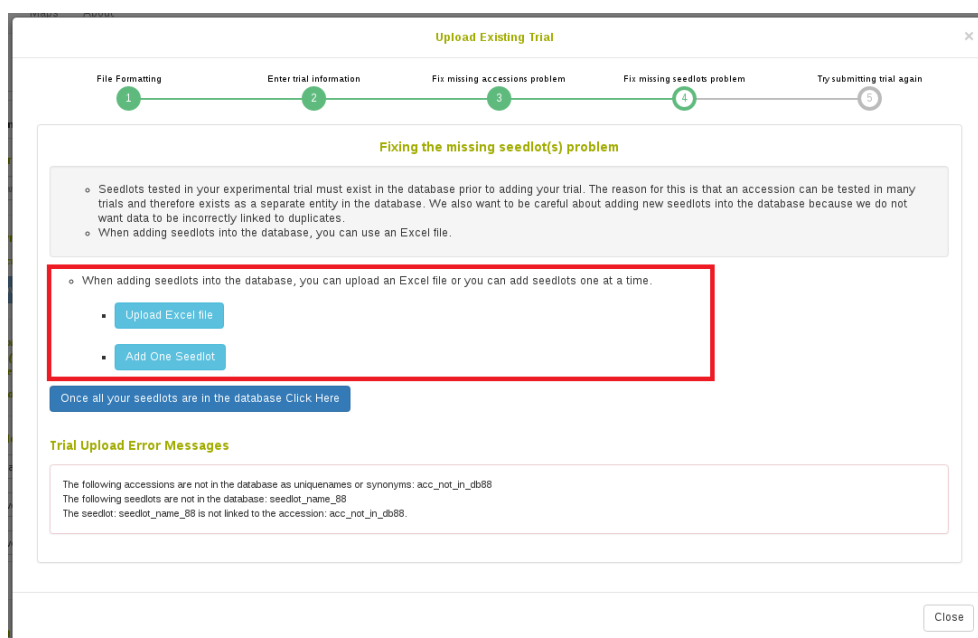 Maps About
Upload Existing Trial
×
File Formatting
Enter trial information
Fix missing accessions problem
Fix missing seedlots problem
Try submitting trial again
1
2
3
4
5
Fixing the missing seedlot(s) problem
Seedlots tested in your experimental trial must exist in the database prior to adding your trial. The reason for this is that an accession can be tested in many
trials and therefore exists as a separate entity in the database. We also want to be careful about adding new seedlots into the database because we do not
want data to be incorrectly linked to duplicates.
When adding seedlots into the database, you can use an Excel file.
When adding seedlots into the database, you can upload an Excel file or you can add seedlots one at a time.
Upload Excel file
Add One Seedlot
Once all your seedlots are in the database Click Here
Trial Upload Error Messages
The following accessions are not in the database as uniquenames or synonyms: acc_not_in_db88
The following seedlots are not in the database: seedlot_name_88
The seedlot: seedlot_name_88 is not linked to the accession: acc_not_in_db88.
Close